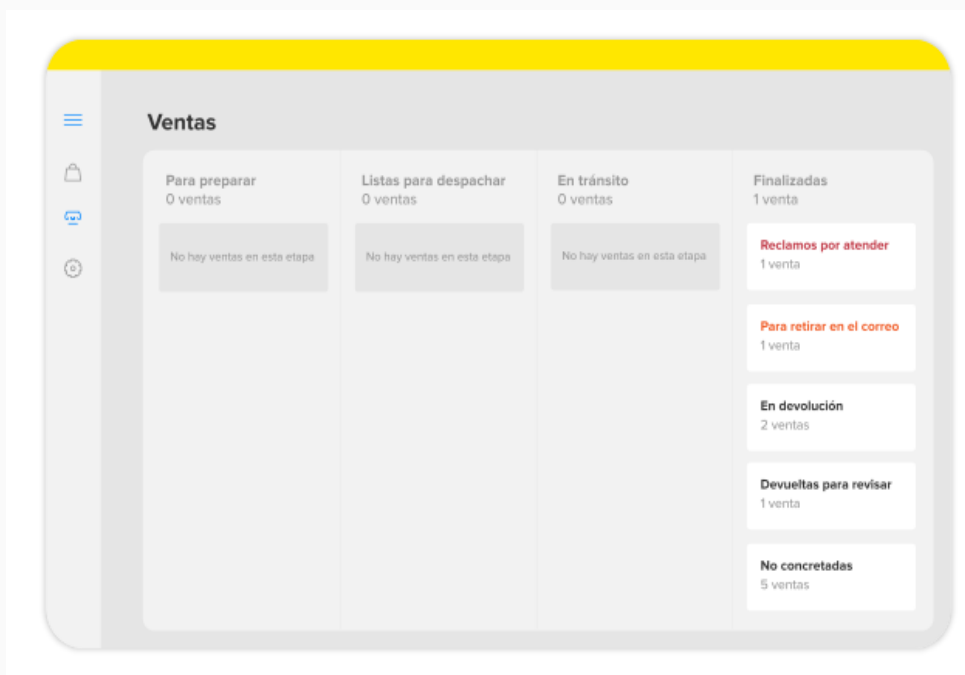 Ventas
Para preparar
0 ventas
No hay ventas en esta etapa
Listas para despachar
0 ventas
No hay ventas en esta etapa
En tránsito
0 ventas
No hay ventas en esta etapa
Finalizadas
1 venta
Reclamos por atender
1 venta
Para retirar en el correo
1 venta
En devolución
2 ventas
Devueltas para revisar
1 venta
No concretadas
5 ventas